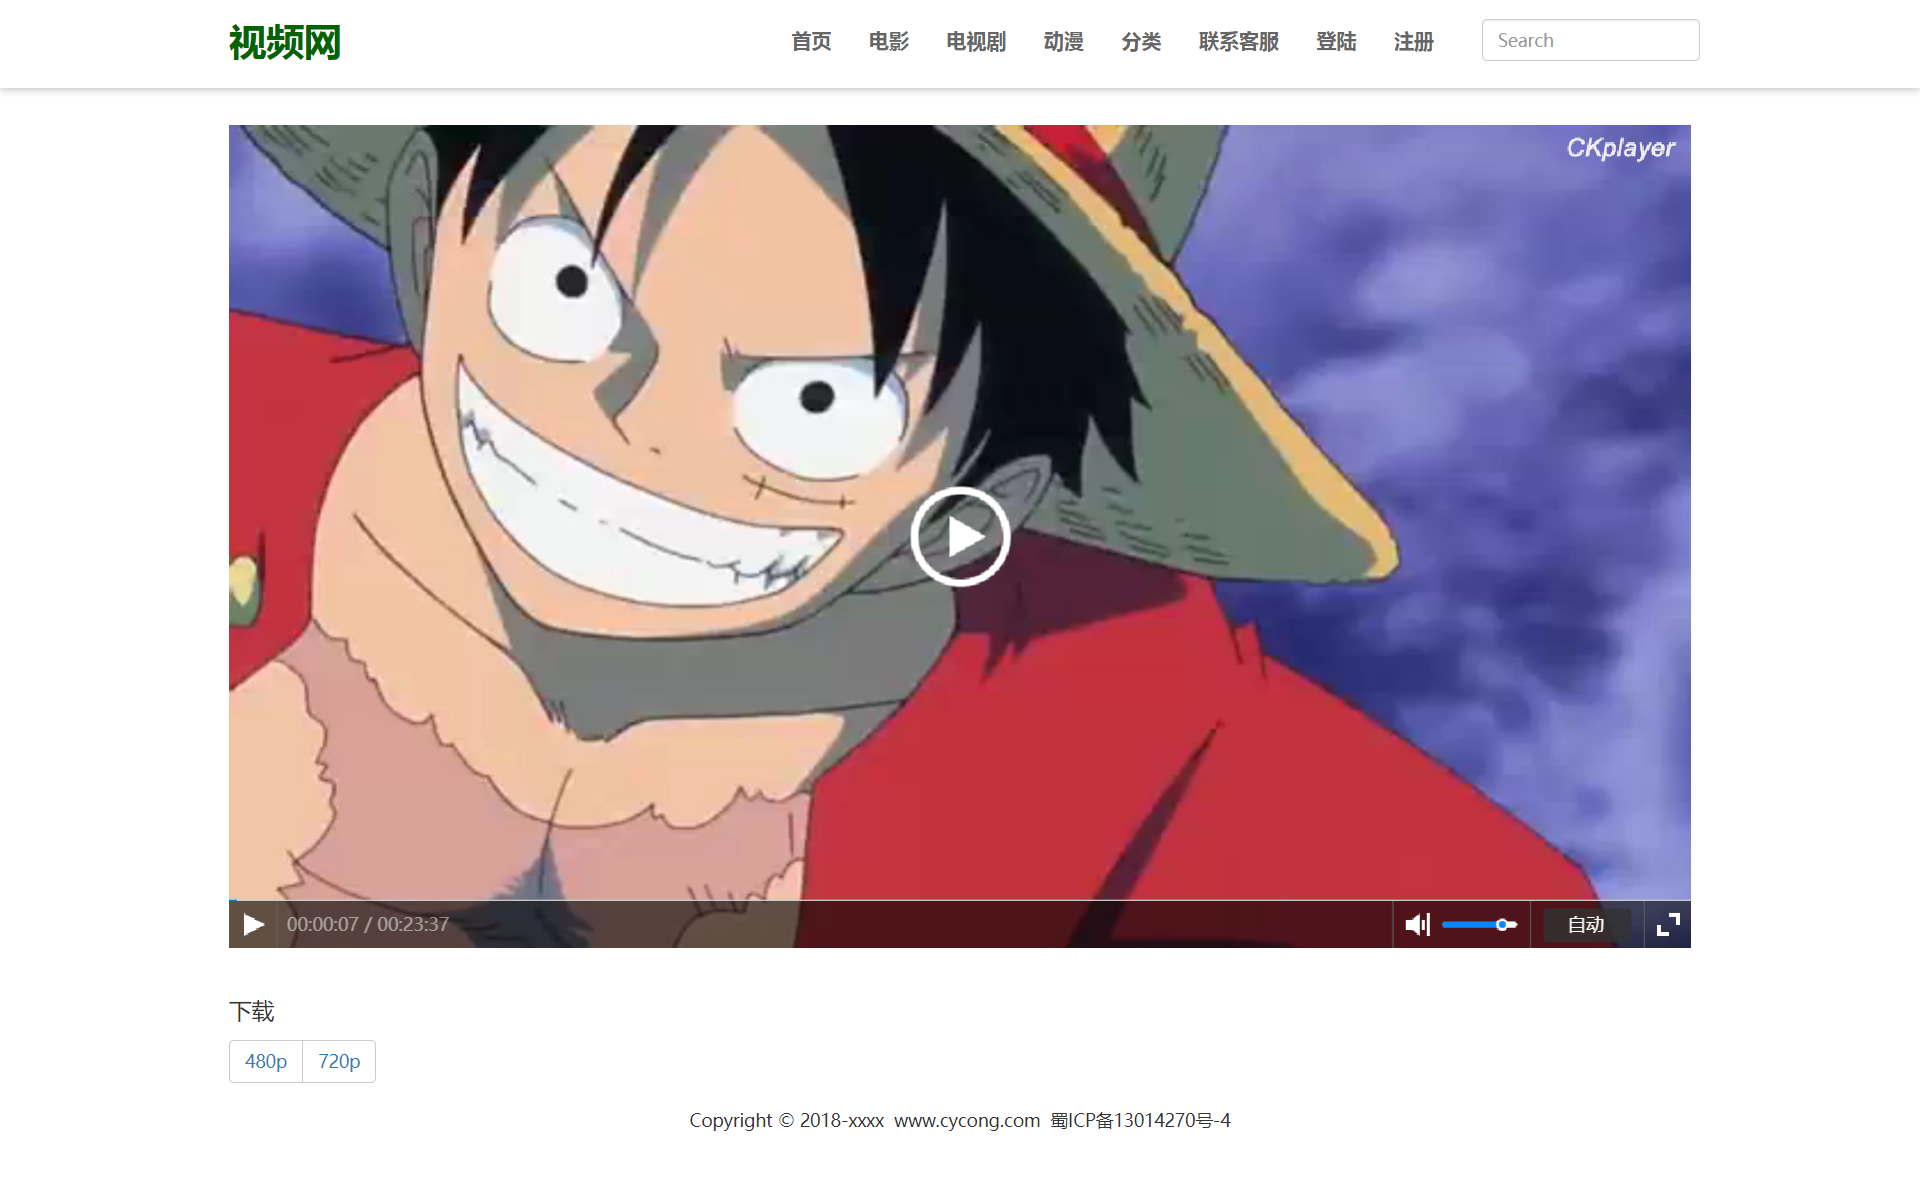 视频网
首页 电影 电视剧 动漫 分类 联系客服 登陆 注册 Search
CKplayer
00:00:07 / 00:23:37 自动
下载
480p 720p
Copyright © 2018-xxxx www.cycong.com 蜀ICP备13014270号-4